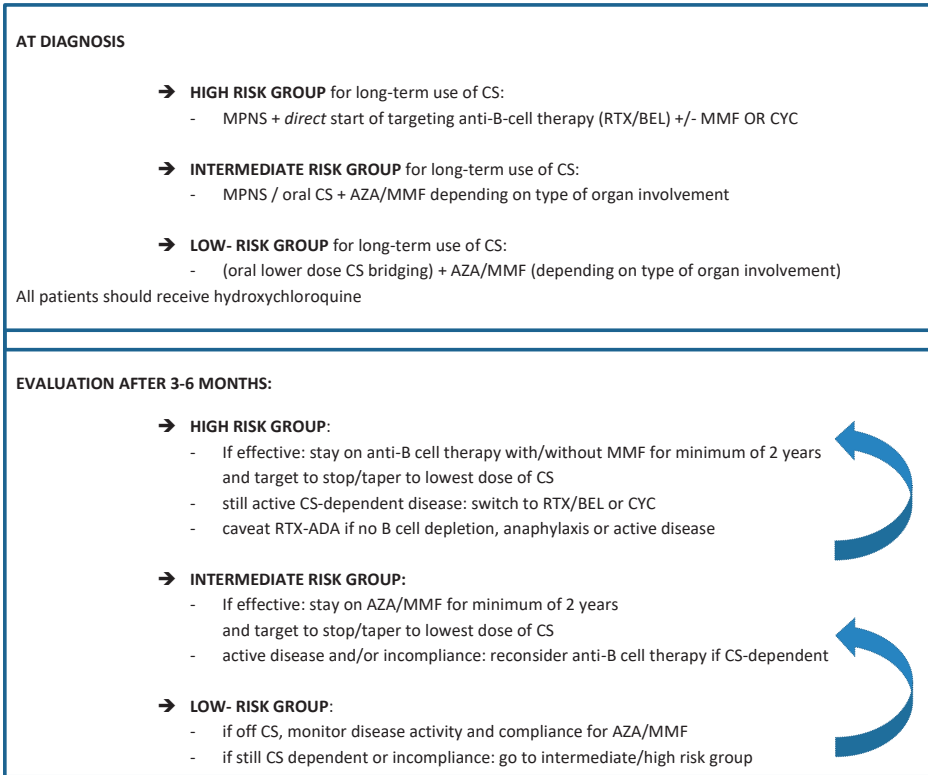 AT DIAGNOSIS
➔ HIGH RISK GROUP for long-term use of CS:
- MPNS + direct start of targeting anti-B-cell therapy (RTX/BEL) +/- MMF OR CYC
➔ INTERMEDIATE RISK GROUP for long-term use of CS:
- MPNS / oral CS + AZA/MMF depending on type of organ involvement
➔ LOW- RISK GROUP for long-term use of CS:
- (oral lower dose CS bridging) + AZA/MMF (depending on type of organ involvement)
All patients should receive hydroxychloroquine
EVALUATION AFTER 3-6 MONTHS:
➔ HIGH RISK GROUP:
- If effective: stay on anti-B cell therapy with/without MMF for minimum of 2 years
and target to stop/taper to lowest dose of CS
- still active CS-dependent disease: switch to RTX/BEL or CYC
- caveat RTX-ADA if no B cell depletion, anaphylaxis or active disease
➔ INTERMEDIATE RISK GROUP:
- If effective: stay on AZA/MMF for minimum of 2 years
and target to stop/taper to lowest dose of CS
- active disease and/or incompliance: reconsider anti-B cell therapy if CS-dependent
➔ LOW- RISK GROUP:
- if off CS, monitor disease activity and compliance for AZA/MMF
- if still CS dependent or incompliance: go to intermediate/high risk group